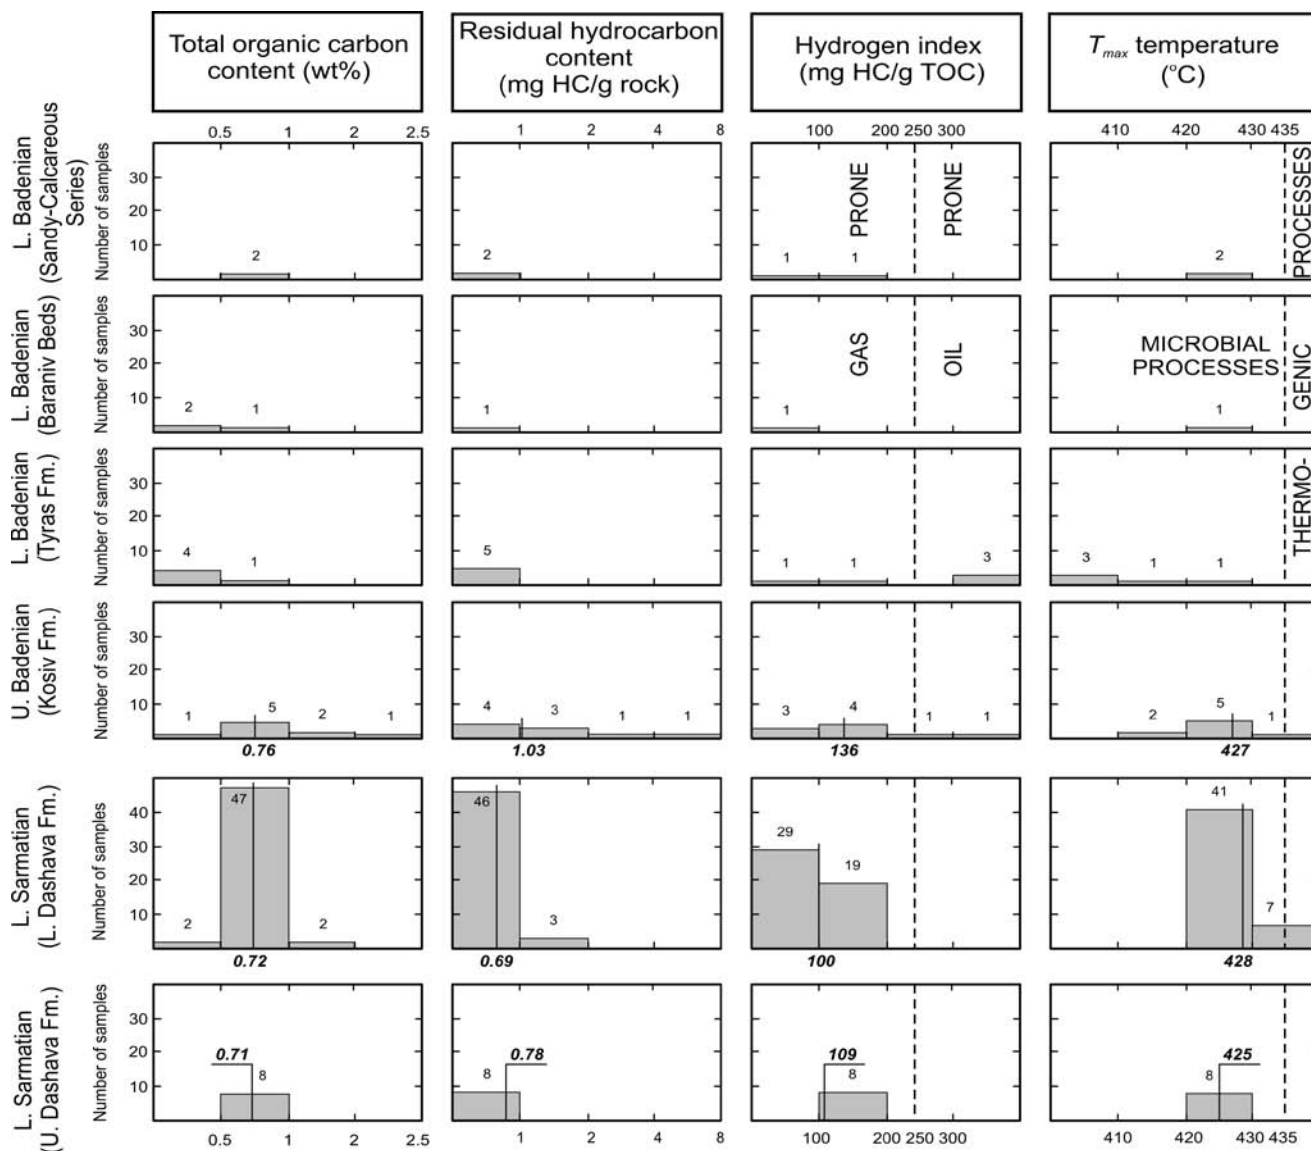 Total organic carbon
content (wt%)
Residual hydrocarbon
content
(mg HC/g rock)
Hydrogen index
(mg HC/g TOC)
Tmax temperature
(°C)
0.5 1 2 2.5
1 2 4 8
100 200 250 300
410 420 430 435
L. Badenian
(Sandy-Calcareous
Series)
Number of samples
30
20
10
2
2
1 1
PRONE
PRONE
2
PROCESSES
L. Badenian
(Baraniv Beds)
Number of samples
30
20
10
2 1
1
1
GAS
OIL
MICROBIAL
PROCESSES
1
GENIC
L. Badenian
(Tyras Fm.)
Number of samples
30
20
10
4 1
5
1 1 3
3 1 1
THERMO-
U. Badenian
(Kosiv Fm.)
Number of samples
30
20
10
1 5 2 1
0.76
4 3 1 1
1.03
3 4 1 1
136
2 5 1
427
L. Sarmatian
(L. Dashava Fm.)
Number of samples
40
30
20
10
2 47 2
0.72
46 3
0.69
29 19
100
41 7
428
L. Sarmatian
(U. Dashava Fm.)
Number of samples
30
20
10
0.71
8
0.78
8
109
8
425
8
0.5 1 2 2.5
1 2 4 8
100 200 250 300
410 420 430 435